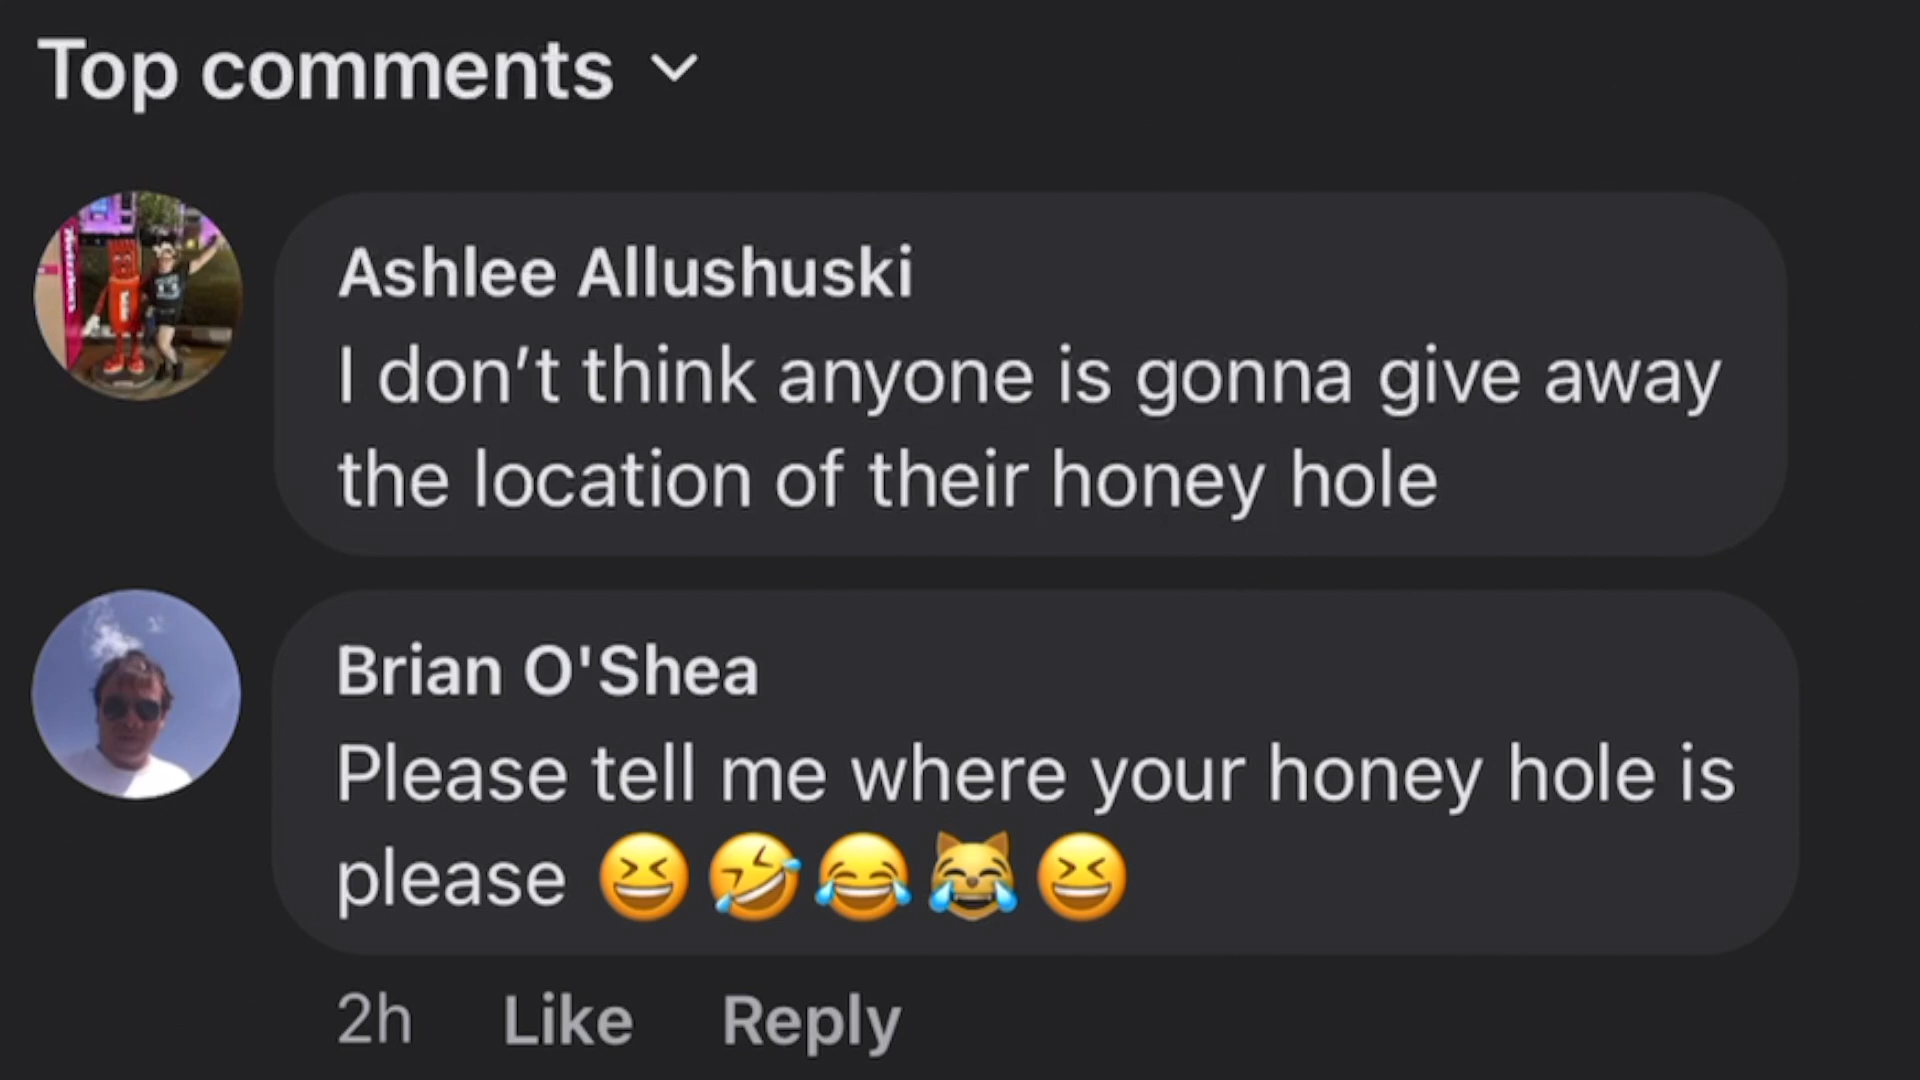 Top comments
Ashlee Allushuski
I don’t think anyone is gonna give away
the location of their honey hole
Brian O'Shea
Please tell me where your honey hole is
please 😆🤣😂😹😆
2h Like Reply